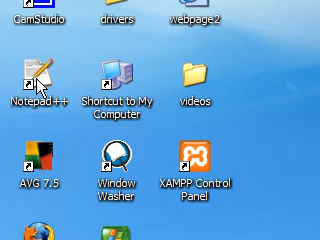 CamStudio
drivers
webpage2
Notepad++
Shortcut to My
Computer
videos
AVG 7.5
Window
Washer
XAMPP Control
Panel